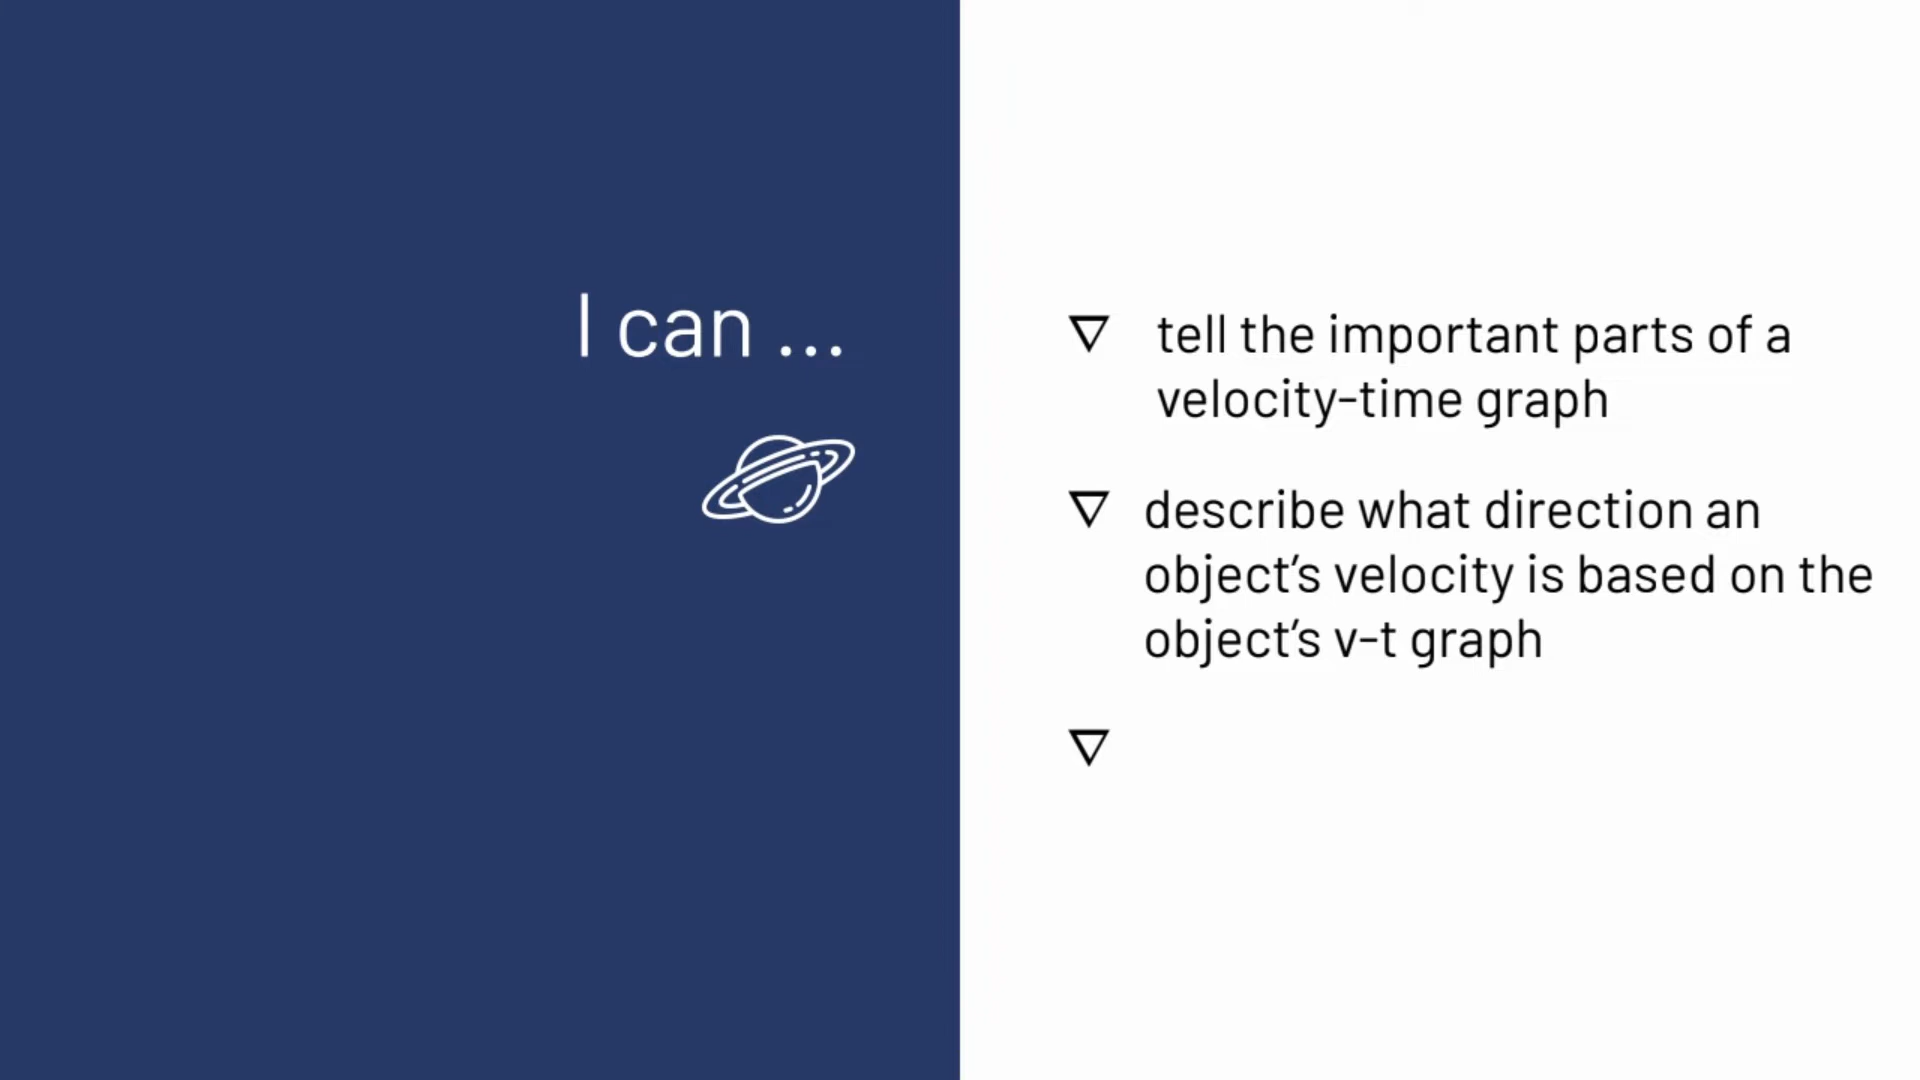 I can ...
tell the important parts of a
velocity-time graph
describe what direction an
object's velocity is based on the
object's v-t graph